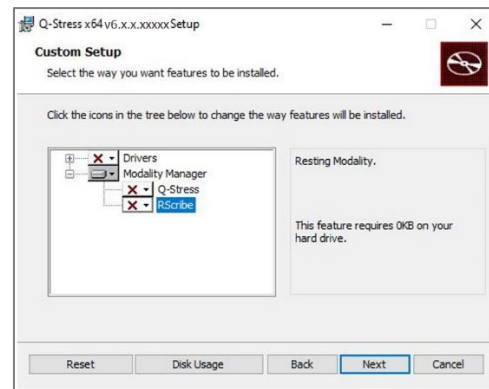 Q-Stress x64 v6.x.x.xxxxx Setup
Custom Setup
Select the way you want features to be installed.
Click the icons in the tree below to change the way features will be installed.
Drivers
Modality Manager
Q-Stress
RScribe
Resting Modality.
This feature requires 0KB on your
hard drive.
Reset
Disk Usage
Back
Next
Cancel